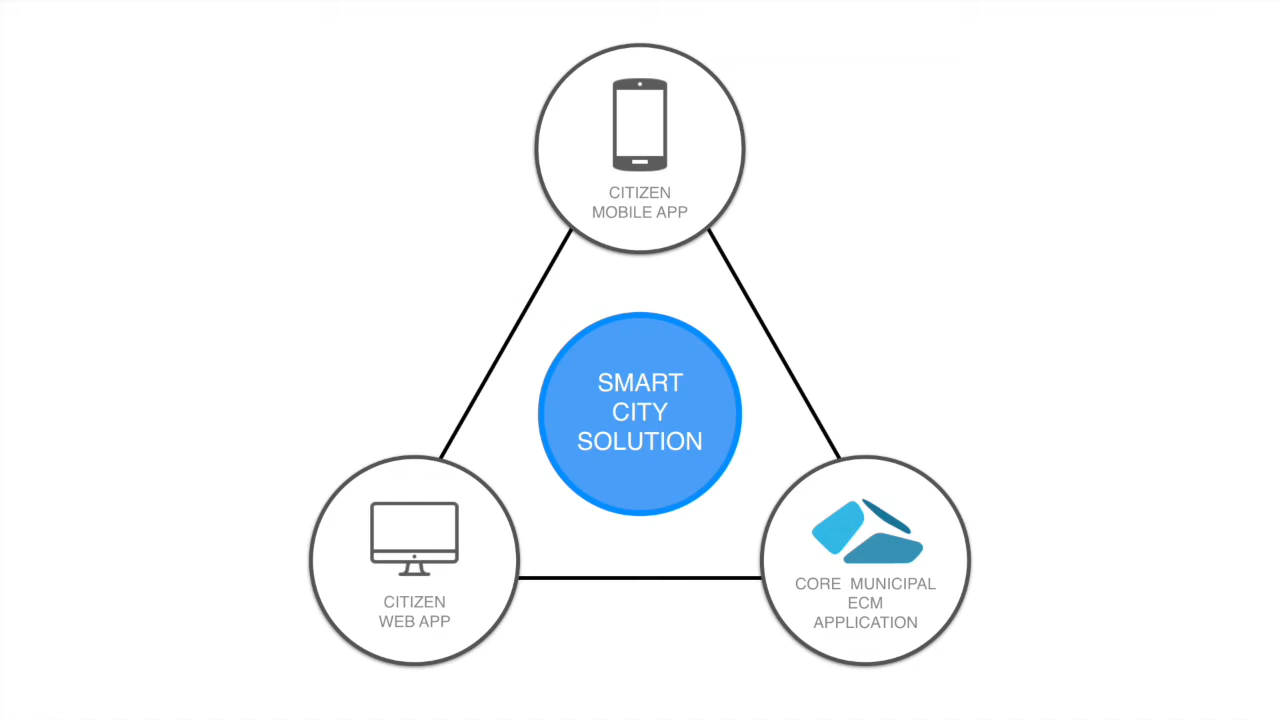 CITIZEN
MOBILE APP
SMART
CITY
SOLUTION
CITIZEN
WEB APP
CORE MUNICIPAL
ECM
APPLICATION